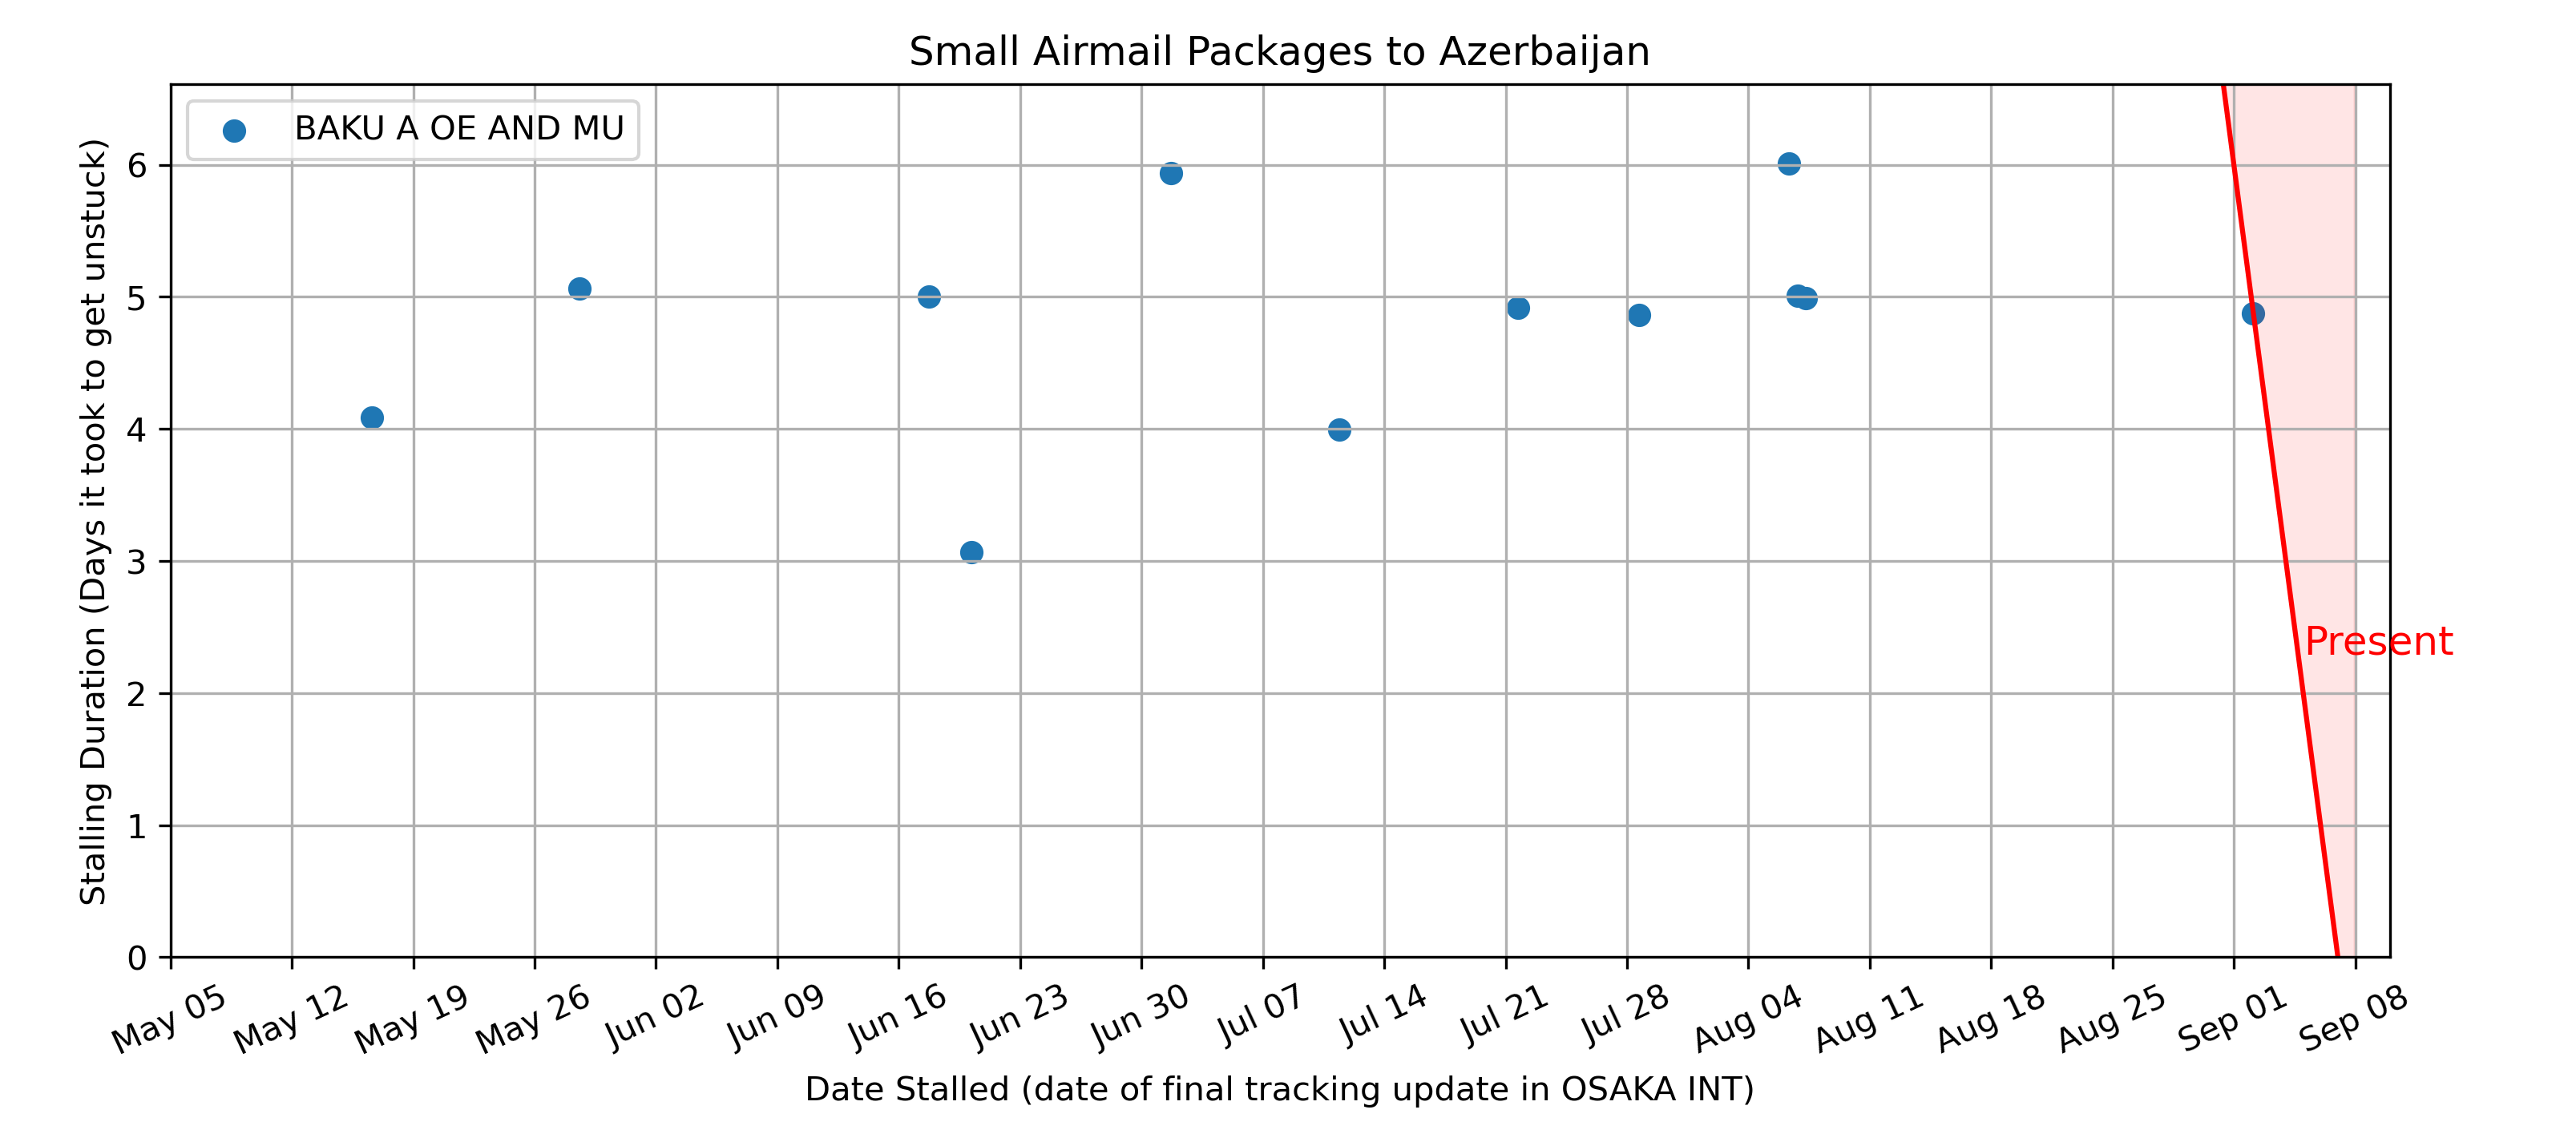 Small Airmail Packages to Azerbaijan
BAKU A OE AND MU
Stalling Duration (Days it took to get unstuck)
6
5
4
3
2
1
0
Present
May 05
May 12
May 19
May 26
Jun 02
Jun 09
Jun 16
Jun 23
Jun 30
Jul 07
Jul 14
Jul 21
Jul 28
Aug 04
Aug 11
Aug 18
Aug 25
Sep 01
Sep 08
Date Stalled (date of final tracking update in OSAKA INT)